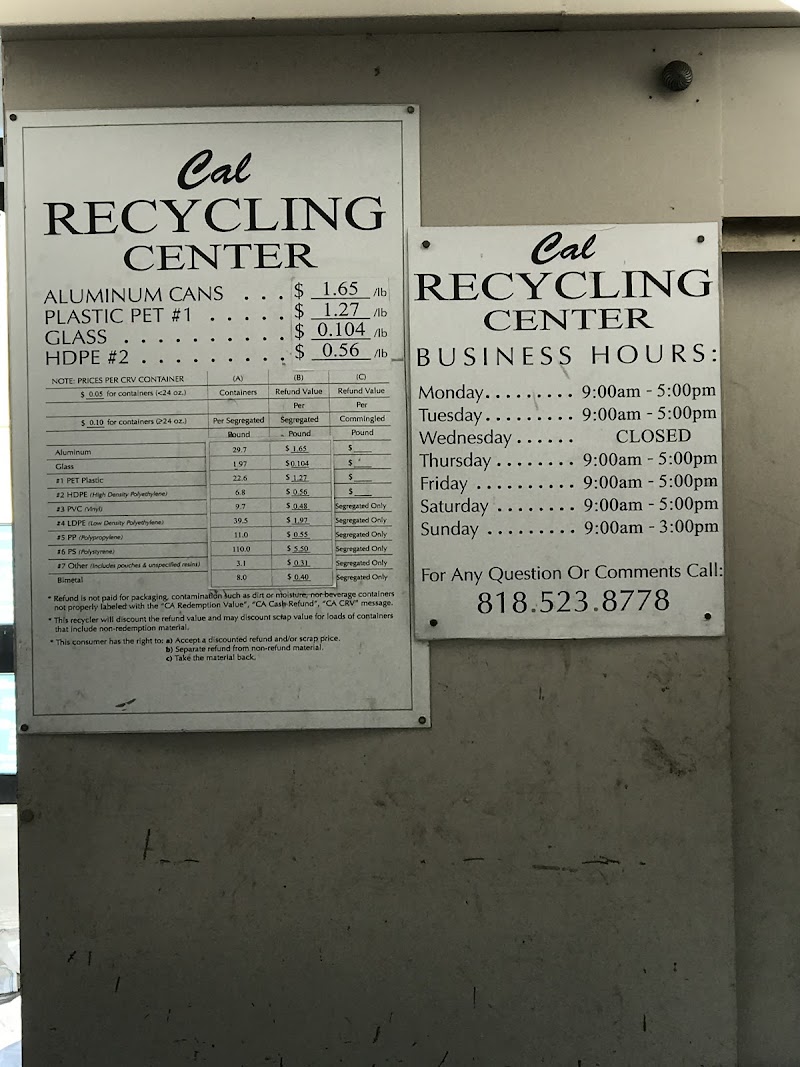 Cal
RECYCLING
CENTER
ALUMINUM CANS . . . $ 1.65 /lb
PLASTIC PET #1 . . . . . $ 1.27 /lb
GLASS . . . . . . . . . . $ 0.104 /lb
HDPE #2 . . . . . . . . . $ 0.56 /lb
NOTE: PRICES PER CRV CONTAINER (A) (B) (C)
$ 0.05 for containers (<24 oz.) Containers Refund Value Refund Value
Per Per
$ 0.10 for containers (≥24 oz.) Per Segregated Segregated Commingled
Pound Pound Pound
Aluminum 29.7 $ 1.65 $
Glass 1.97 $0.104 $
#1 PET Plastic 22.6 $ 1.27 $
#2 HDPE (High Density Polyethylene) 6.8 $ 0.56 $
#3 PVC (Vinyl) 9.7 $ 0.48 Segregated Only
#4 LDPE (Low Density Polyethylene) 39.5 $ 1.97 Segregated Only
#5 PP (Polypropylene) 11.0 $ 0.55 Segregated Only
#6 PS (Polystyrene) 110.0 $ 5.50 Segregated Only
#7 Other (Includes pouches & unspecified resins) 3.1 $ 0.31 Segregated Only
Bimetal 8.0 $ 0.40 Segregated Only
* Refund is not paid for packaging, contamination such as dirt or moisture, nor beverage containers
not properly labeled with the "CA Redemption Value", "CA Cash Refund", "CA CRV" message.
* This recycler will discount the refund value and may discount scrap value for loads of containers
that include non-redemption material.
* This consumer has the right to: a) Accept a discounted refund and/or scrap price.
b) Separate refund from non-refund material.
c) Take the material back.
Cal
RECYCLING
CENTER
BUSINESS HOURS:
Monday......... 9:00am - 5:00pm
Tuesday......... 9:00am - 5:00pm
Wednesday ...... CLOSED
Thursday ........ 9:00am - 5:00pm
Friday .......... 9:00am - 5:00pm
Saturday ........ 9:00am - 5:00pm
Sunday ......... 9:00am - 3:00pm
For Any Question Or Comments Call:
818.523.8778